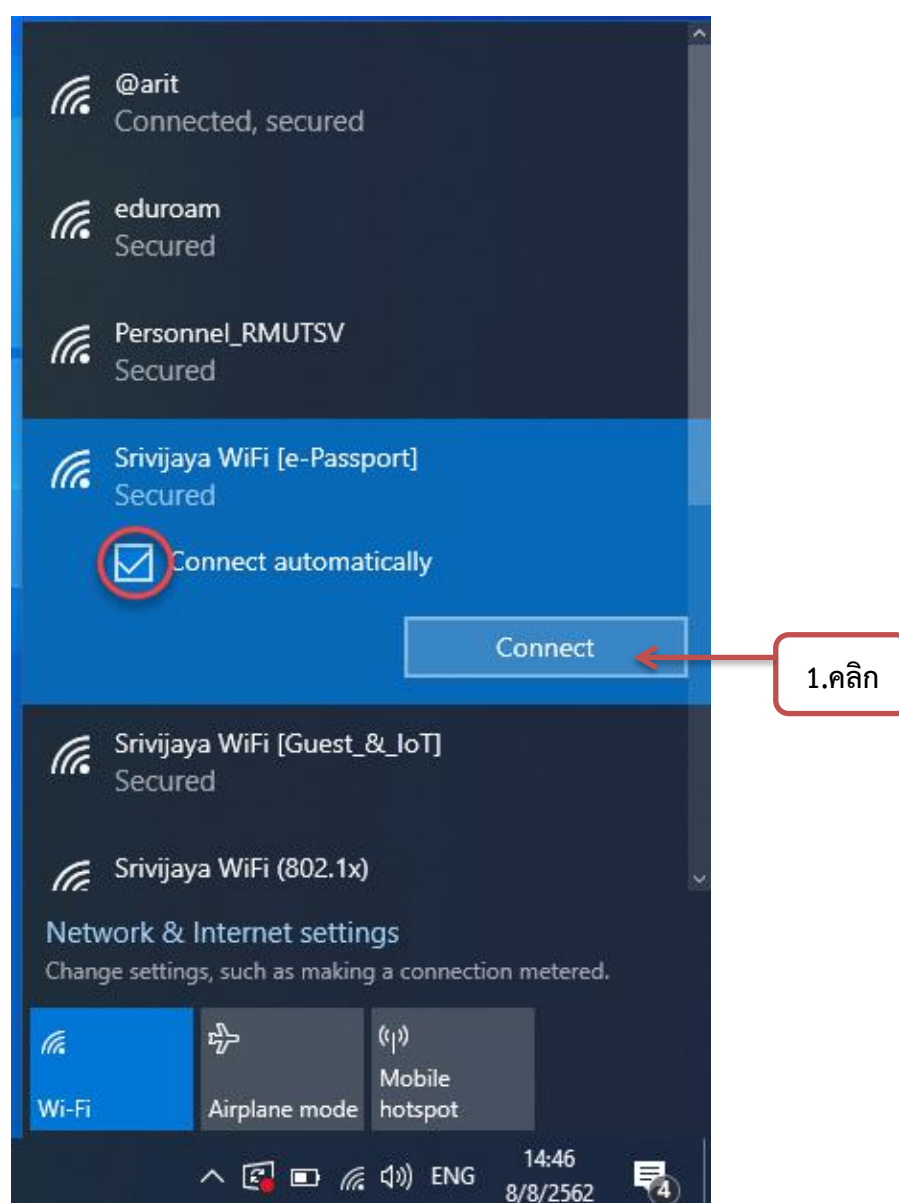 @arit
Connected, secured
eduroam
Secured
Personnel_RMUTSV
Secured
Srivijaya WiFi [e-Passport]
Secured
Connect automatically
Connect
1.คลิก
Srivijaya WiFi [Guest_&_IoT]
Secured
Srivijaya WiFi (802.1x)
Network & Internet settings
Change settings, such as making a connection metered.
Wi-Fi
Airplane mode
Mobile
hotspot
ENG
14:46
8/8/2562
4